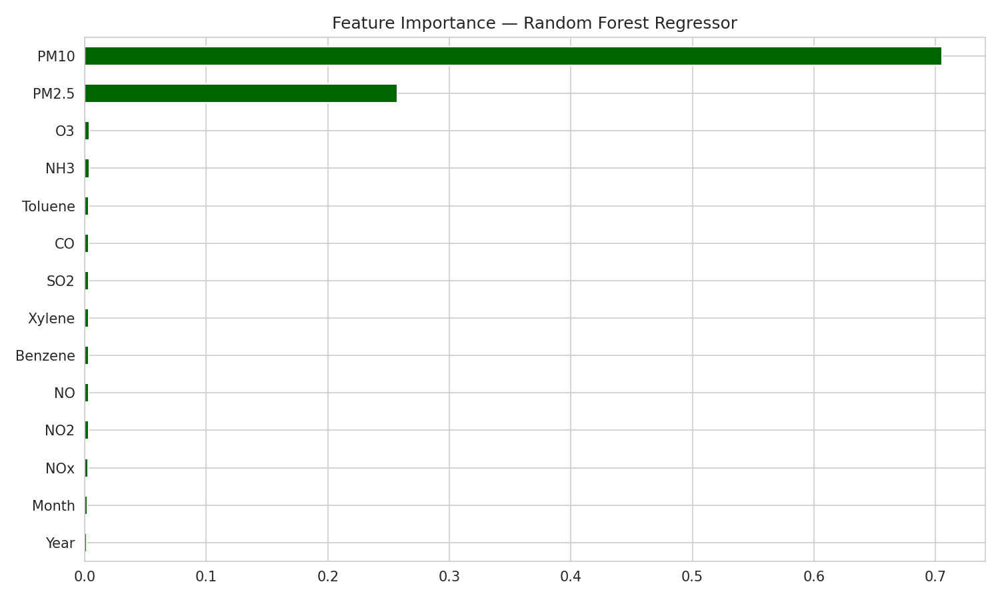 Feature Importance — Random Forest Regressor
PM10
PM2.5
O3
NH3
Toluene
CO
SO2
Xylene
Benzene
NO
NO2
NOx
Month
Year
0.0 0.1 0.2 0.3 0.4 0.5 0.6 0.7